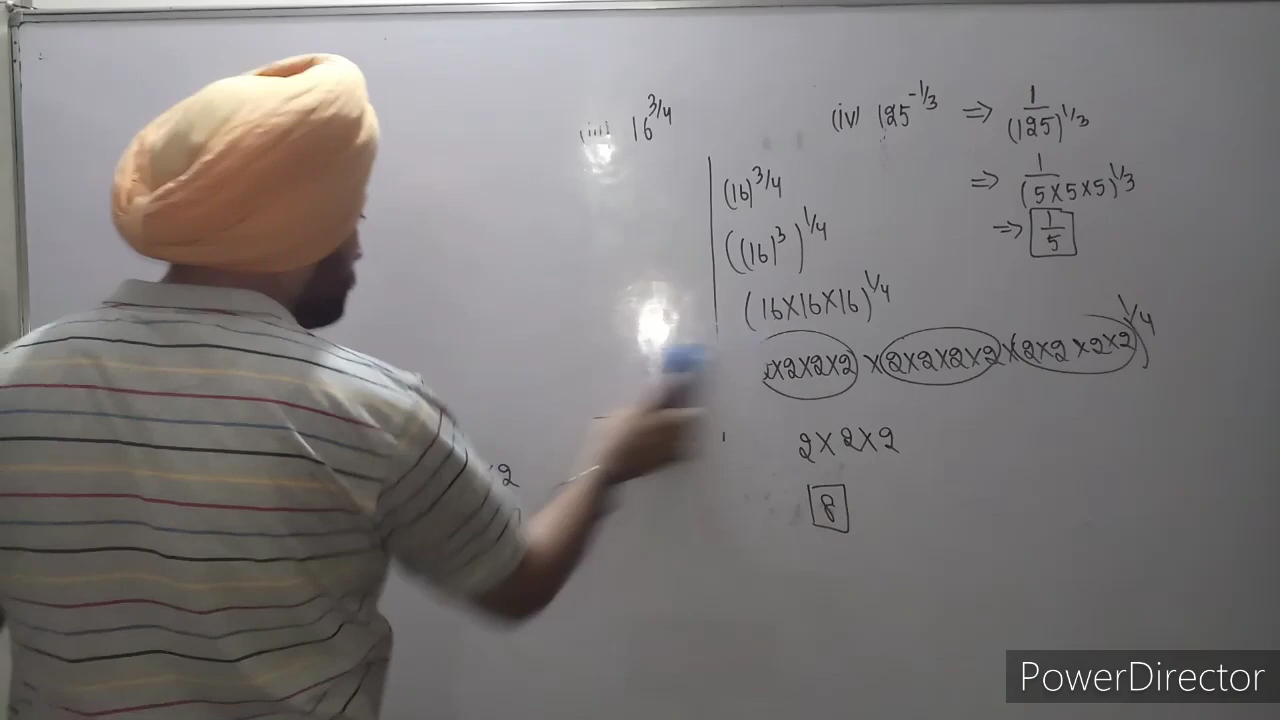 (iii) 16^3/4
(16)^3/4
((16)^3)^1/4
(16×16×16)^1/4
×2×2×2 × (2×2×2×2 × (2×2×2×2)^1/4
2×2×2
8
2
(iv) 125^-1/3 => 1/(125)^1/3
=> 1/(5×5×5)^1/3
=> 1/5
PowerDirector